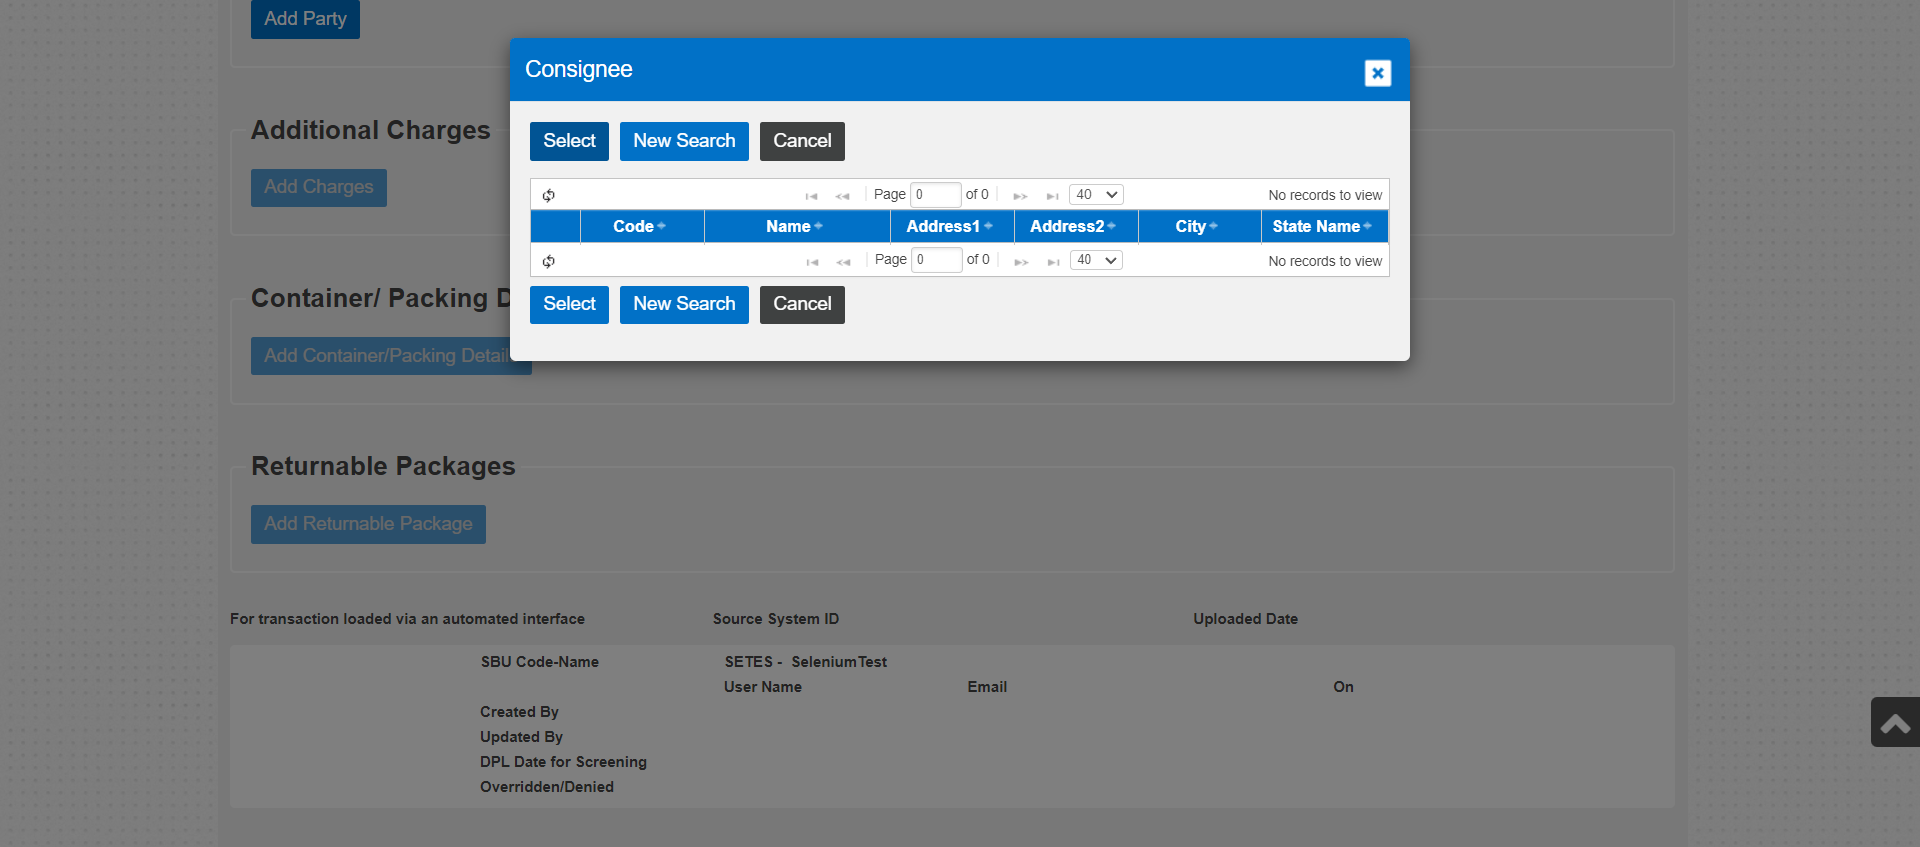 Add Party
Consignee
Additional Charges
Select New Search Cancel
Add Charges
Page 0 of 0 40 No records to view
Code Name Address1 Address2 City State Name
Page 0 of 0 40 No records to view
Container/ Packing D
Select New Search Cancel
Add Container/Packing Detail
Returnable Packages
Add Returnable Package
For transaction loaded via an automated interface Source System ID Uploaded Date
SBU Code-Name SETES - SeleniumTest
User Name Email On
Created By
Updated By
DPL Date for Screening
Overridden/Denied